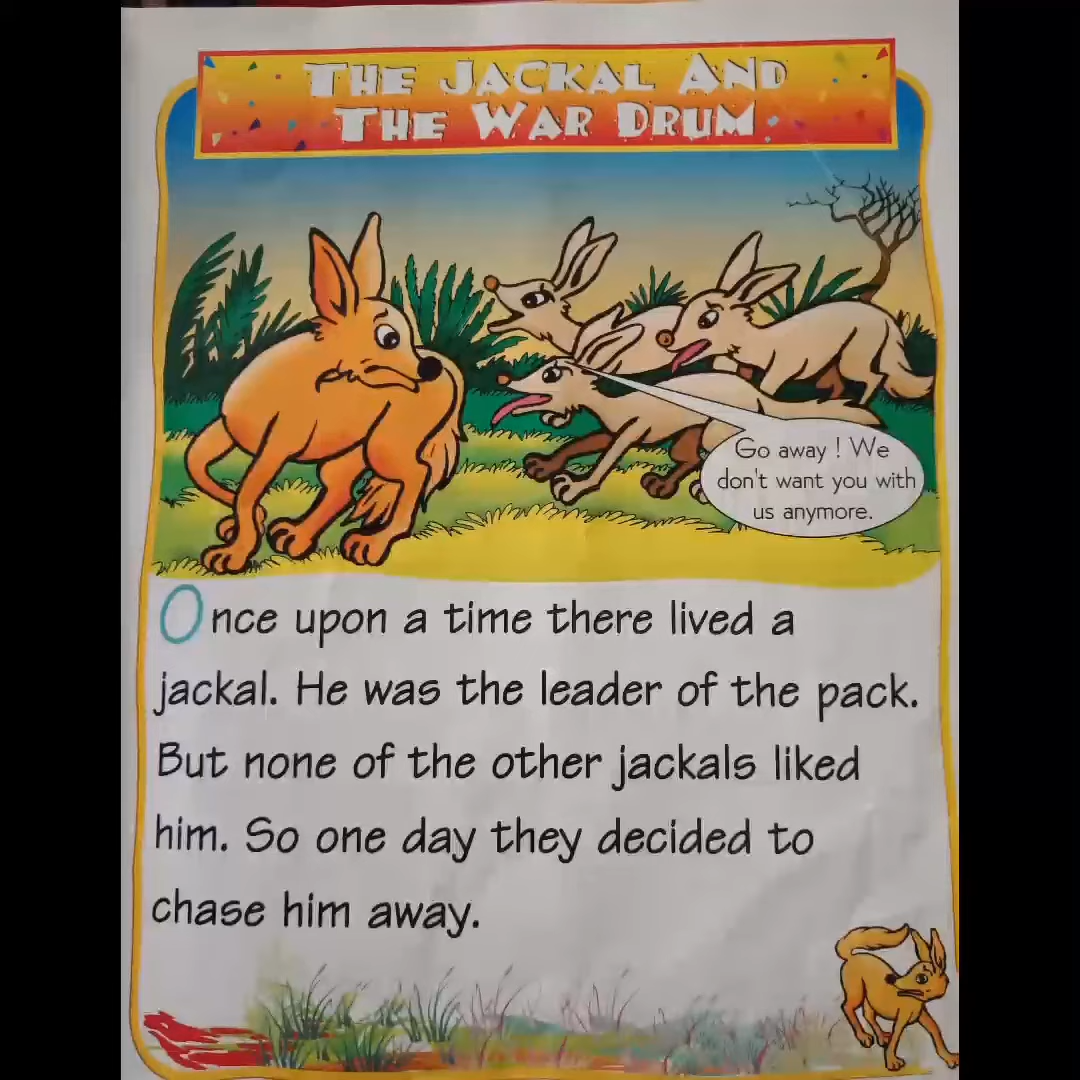 THE JACKAL AND
THE WAR DRUM
Go away ! We
don't want you with
us anymore.
Once upon a time there lived a
jackal. He was the leader of the pack.
But none of the other jackals liked
him. So one day they decided to
chase him away.